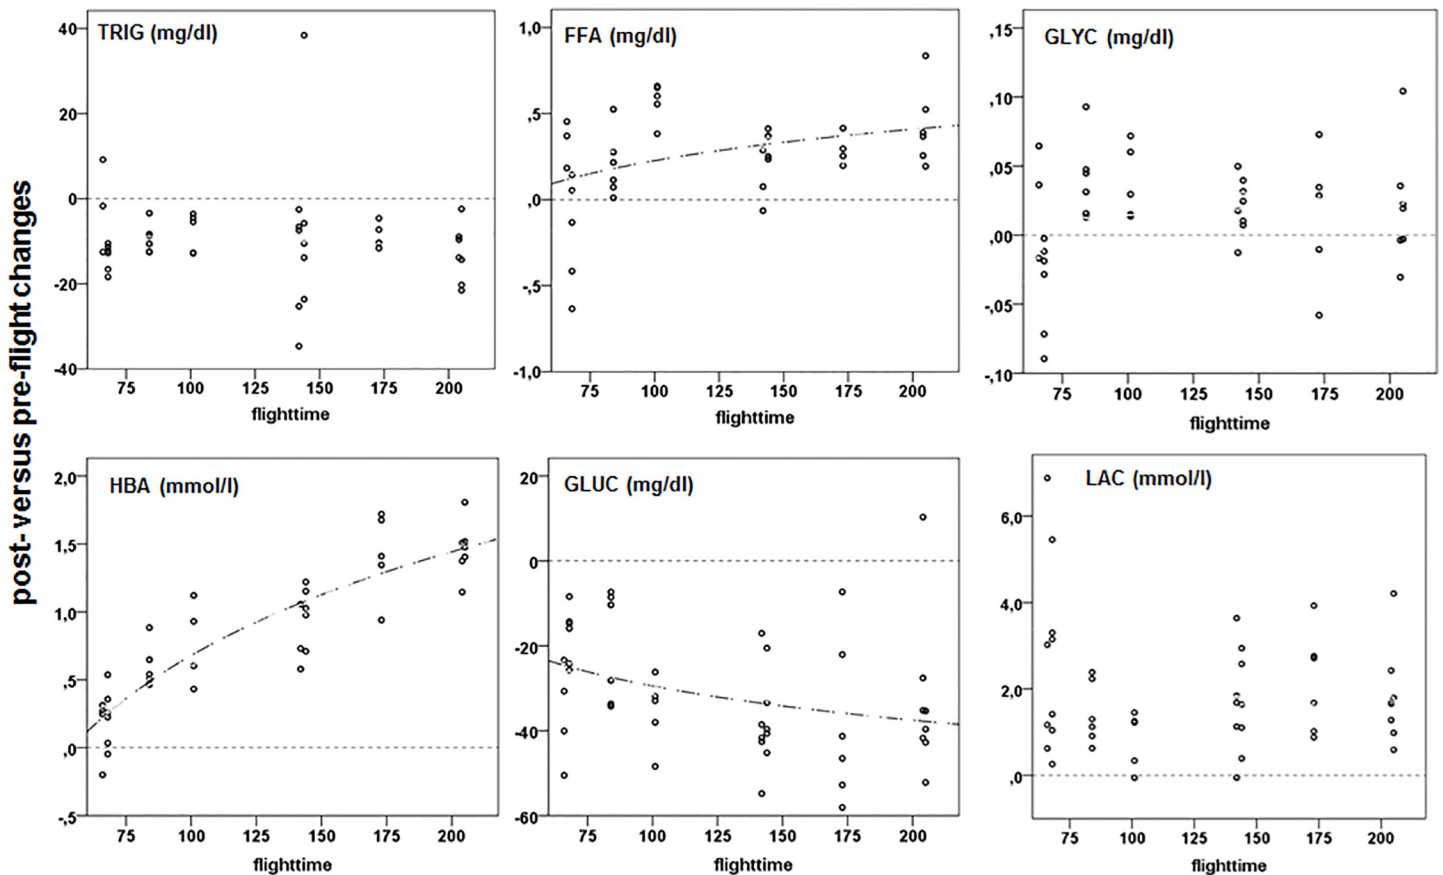 post- versus pre-flight changes
TRIG (mg/dl)
40
20
0
-20
-40
75 100 125 150 175 200
flighttime
FFA (mg/dl)
1,0
,5
,0
-,5
-1,0
75 100 125 150 175 200
flighttime
GLYC (mg/dl)
,15
,10
,05
,00
-,05
-,10
75 100 125 150 175 200
flighttime
HBA (mmol/l)
2,0
1,5
1,0
,5
,0
-,5
75 100 125 150 175 200
flighttime
GLUC (mg/dl)
20
0
-20
-40
-60
75 100 125 150 175 200
flighttime
LAC (mmol/l)
6,0
4,0
2,0
,0
75 100 125 150 175 200
flighttime